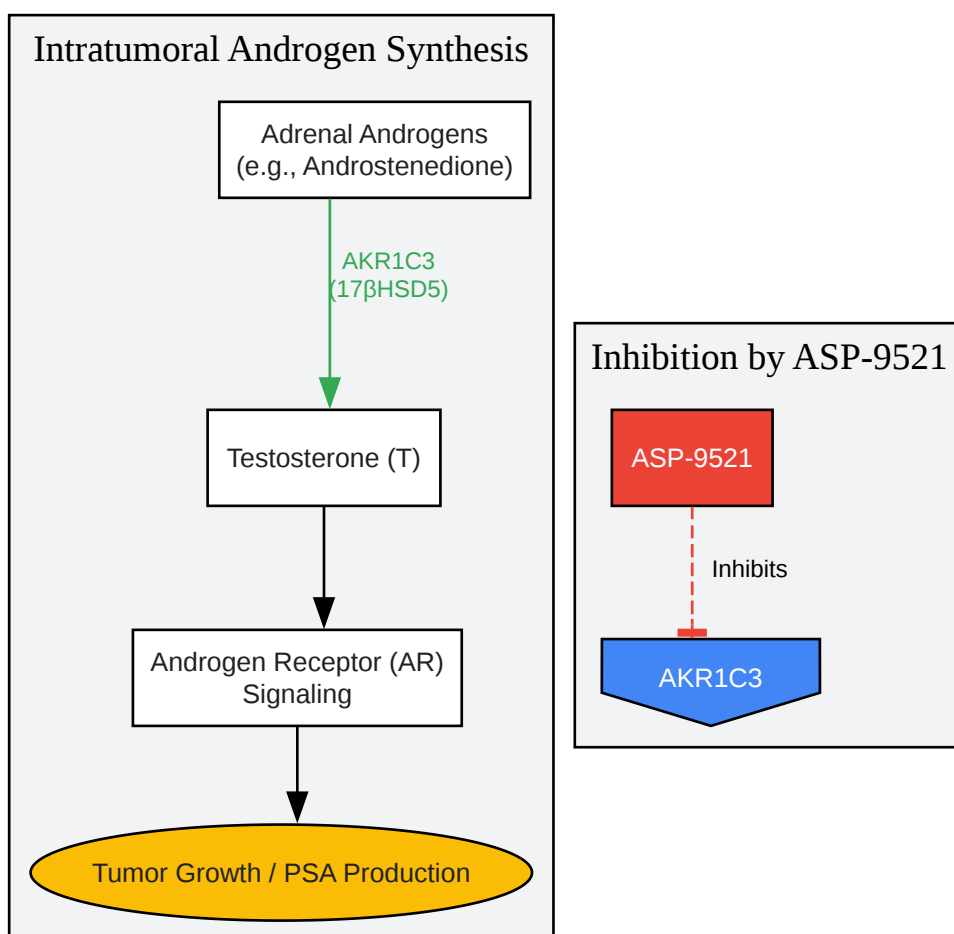 Intratumoral Androgen Synthesis
Adrenal Androgens
(e.g., Androstenedione)
AKR1C3
(17βHSD5)
Testosterone (T)
Androgen Receptor (AR)
Signaling
Tumor Growth / PSA Production
Inhibition by ASP-9521
ASP-9521
Inhibits
AKR1C3